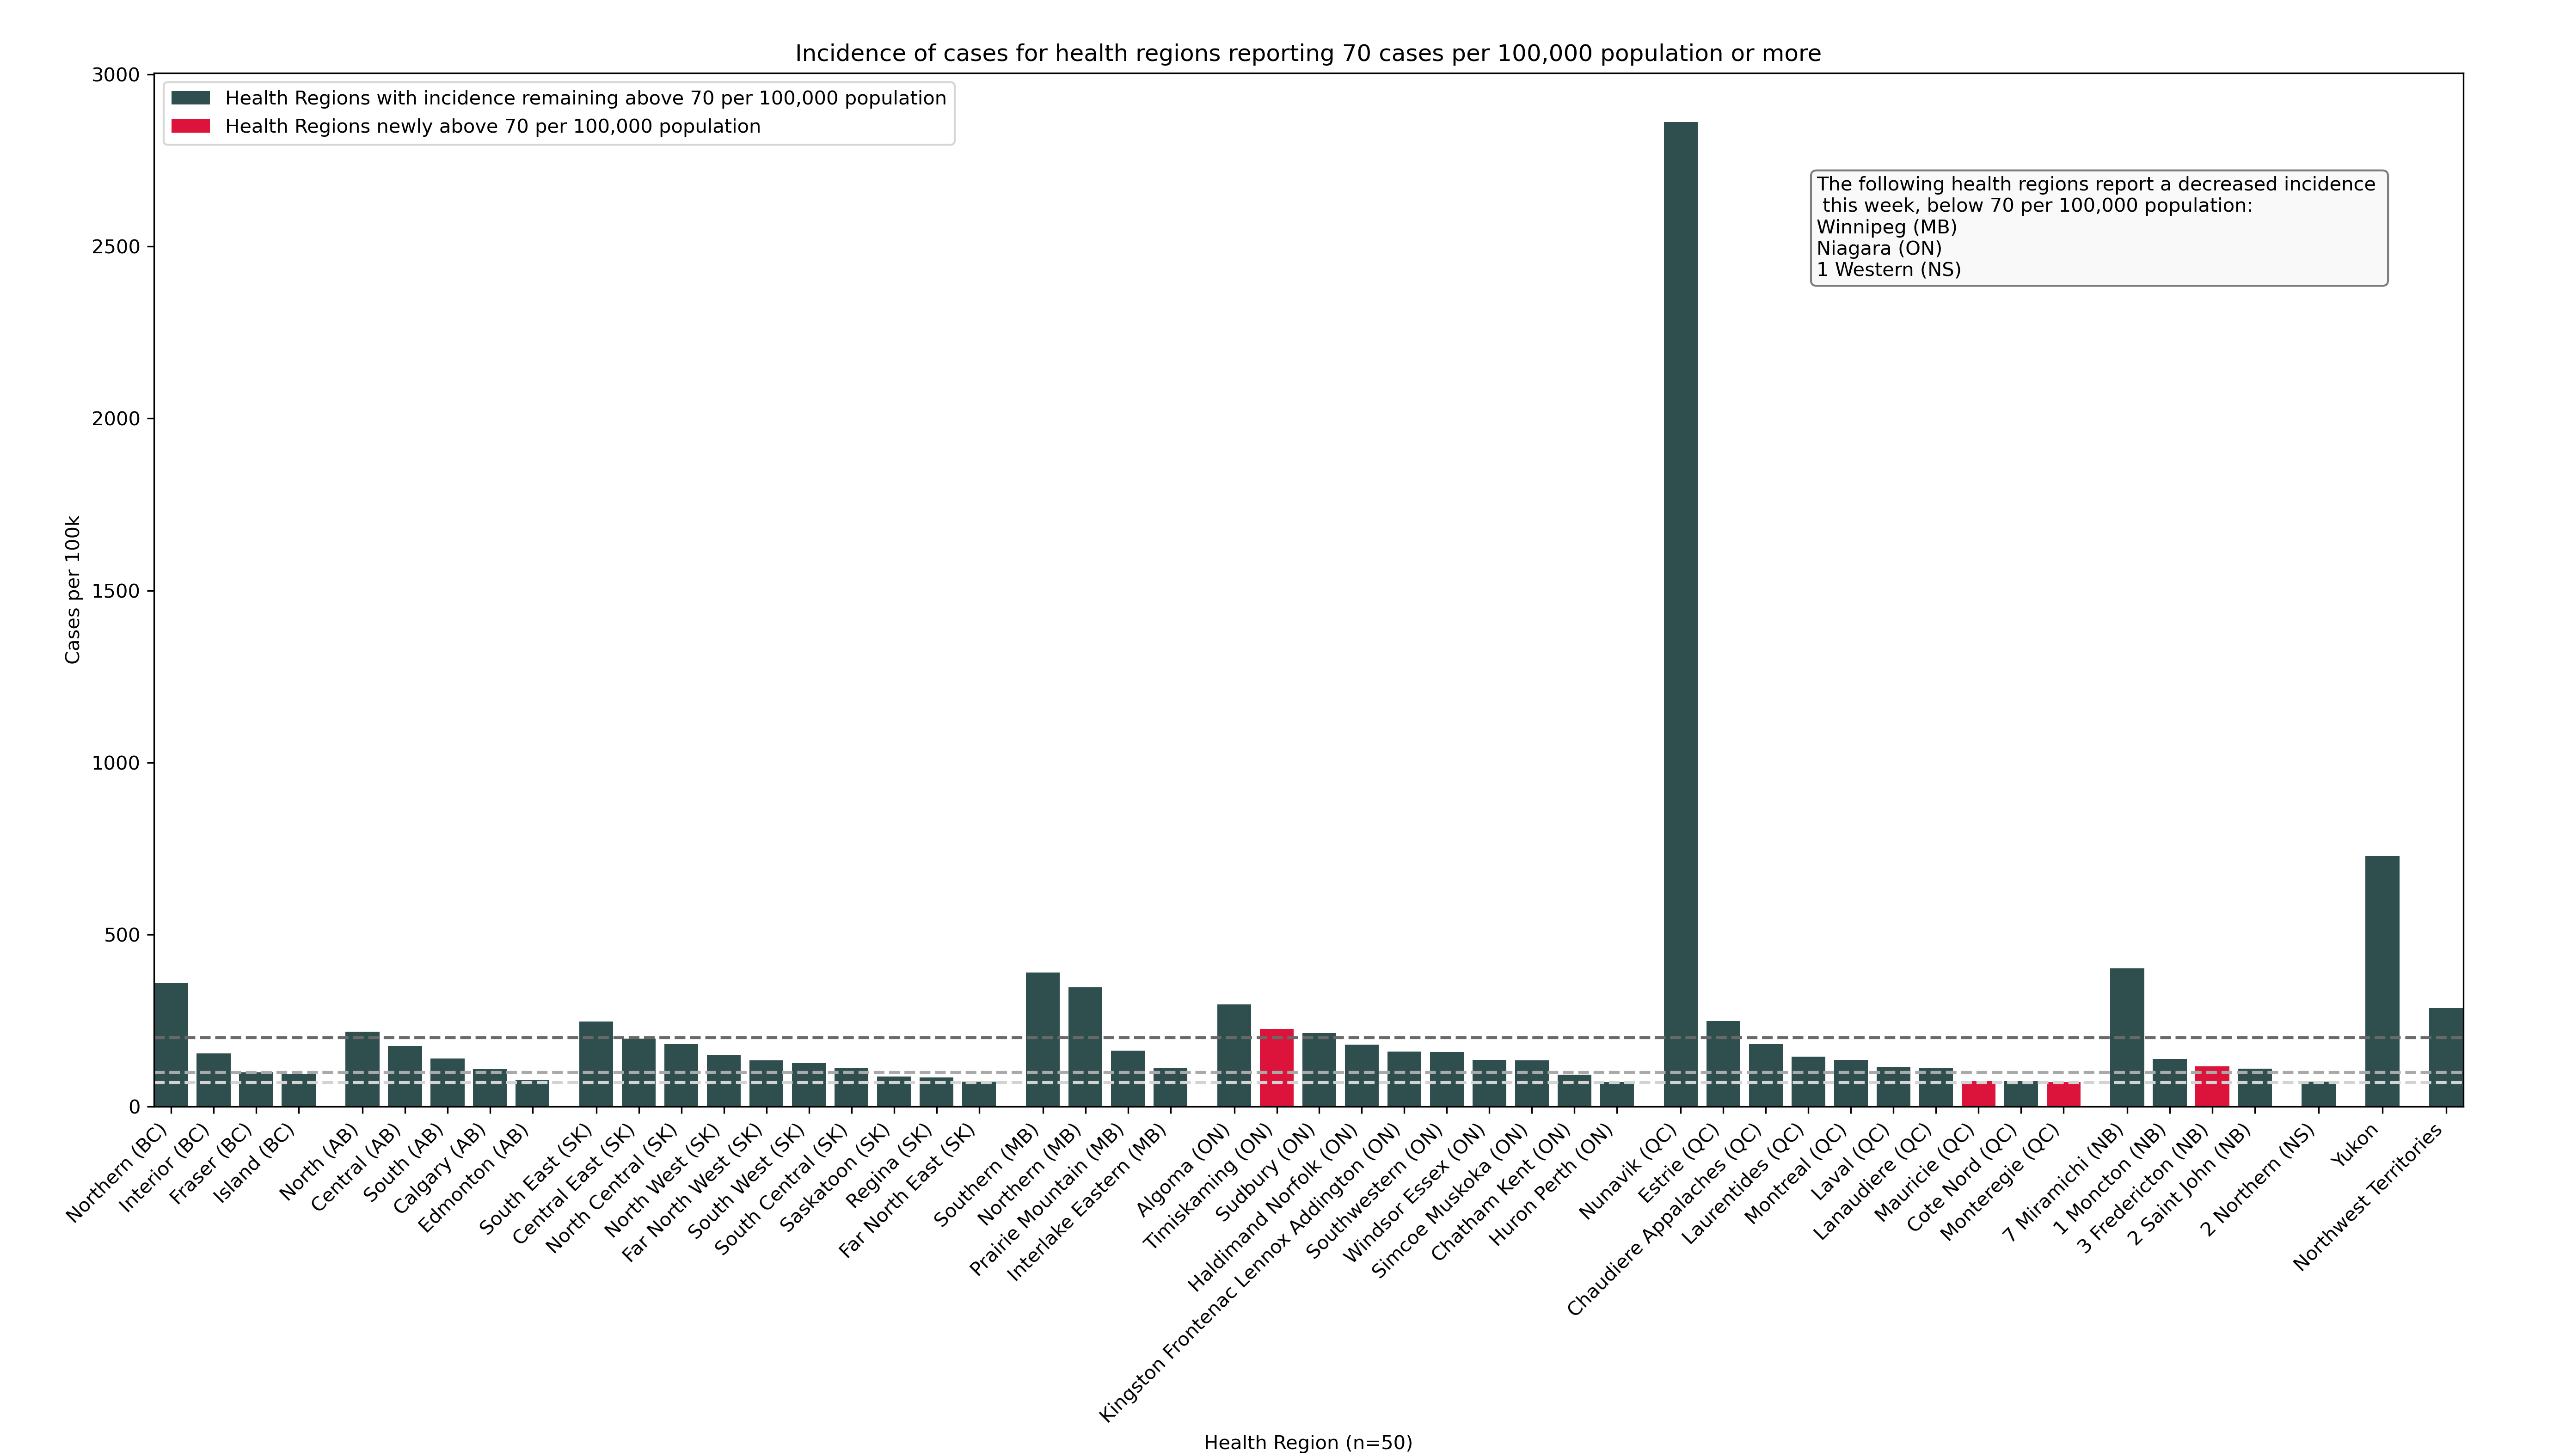 Incidence of cases for health regions reporting 70 cases per 100,000 population or more
Health Regions with incidence remaining above 70 per 100,000 population
Health Regions newly above 70 per 100,000 population
The following health regions report a decreased incidence
this week, below 70 per 100,000 population:
Winnipeg (MB)
Niagara (ON)
1 Western (NS)
Cases per 100k
3000
2500
2000
1500
1000
500
0
Northern (BC)
Interior (BC)
Fraser (BC)
Island (BC)
North (AB)
Central (AB)
South (AB)
Calgary (AB)
Edmonton (AB)
South East (SK)
Central East (SK)
North Central (SK)
North West (SK)
Far North West (SK)
South West (SK)
South Central (SK)
Saskatoon (SK)
Regina (SK)
Far North East (SK)
Southern (MB)
Northern (MB)
Prairie Mountain (MB)
Interlake Eastern (MB)
Algoma (ON)
Timiskaming (ON)
Sudbury (ON)
Haldimand Norfolk (ON)
Kingston Frontenac Lennox Addington (ON)
Southwestern (ON)
Windsor Essex (ON)
Simcoe Muskoka (ON)
Chatham Kent (ON)
Huron Perth (ON)
Nunavik (QC)
Estrie (QC)
Chaudiere Appalaches (QC)
Laurentides (QC)
Montreal (QC)
Laval (QC)
Lanaudiere (QC)
Mauricie (QC)
Cote Nord (QC)
Monteregie (QC)
7 Miramichi (NB)
1 Moncton (NB)
3 Fredericton (NB)
2 Saint John (NB)
2 Northern (NS)
Yukon
Northwest Territories
Health Region (n=50)